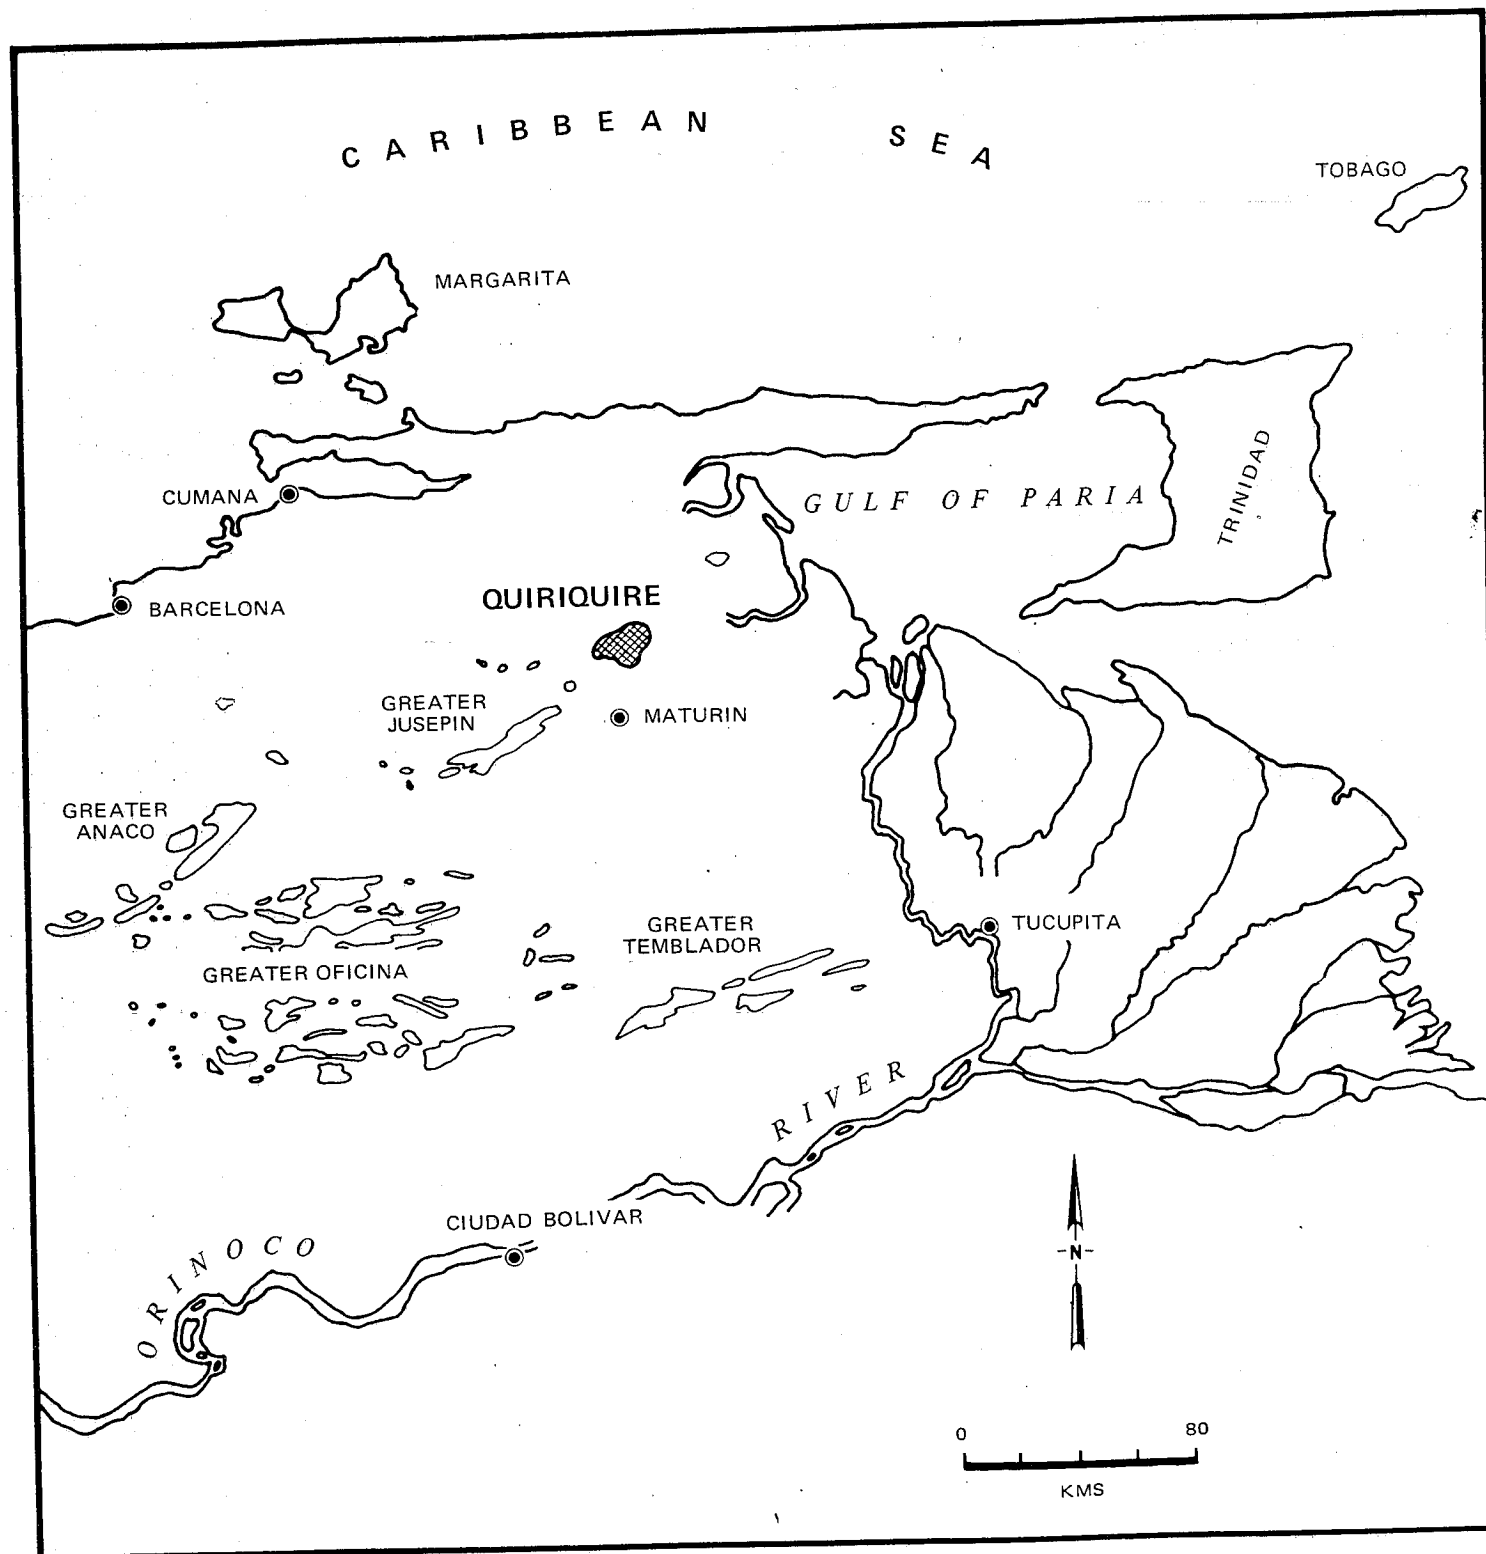 CARIBBEAN SEA
TOBAGO
MARGARITA
TRINIDAD
CUMANA
GULF OF PARIA
BARCELONA
QUIRIQUIRE
GREATER
JUSEPIN
MATURIN
GREATER
ANACO
GREATER
TEMBLADOR
TUCUPITA
GREATER OFICINA
ORINOCO RIVER
CIUDAD BOLIVAR
N
0 80
KMS